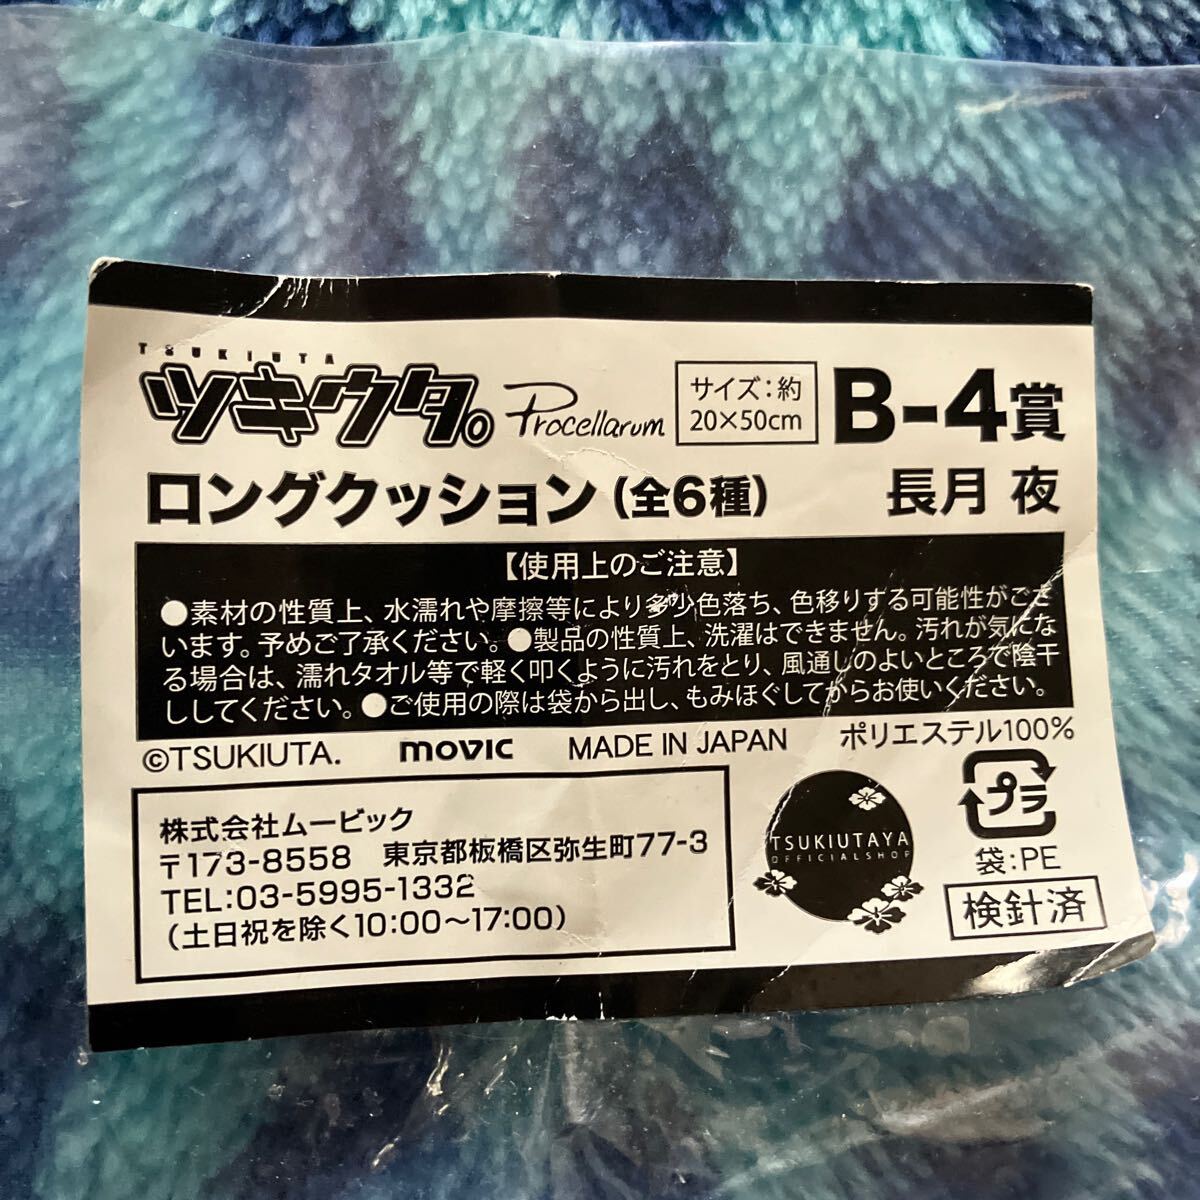 TSUKIUTA
ツキウタ。 Procellarum サイズ：約 20×50cm B-4賞
ロングクッション（全6種） 長月 夜
【使用上のご注意】
●素材の性質上、水濡れや摩擦等により多少色落ち、色移りする可能性がござ
います。予めご了承ください。●製品の性質上、洗濯はできません。汚れが気にな
る場合は、濡れタオル等で軽く叩くように汚れをとり、風通しのよいところで陰干
ししてください。●ご使用の際は袋から出し、もみほぐしてからお使いください。
©TSUKIUTA. movic MADE IN JAPAN ポリエステル100%
株式会社ムービック
〒173-8558 東京都板橋区弥生町77-3
TEL:03-5995-1332
（土日祝を除く10:00〜17:00）
TSUKIUTAYA
OFFICIAL SHOP
プラ
袋：PE
検針済